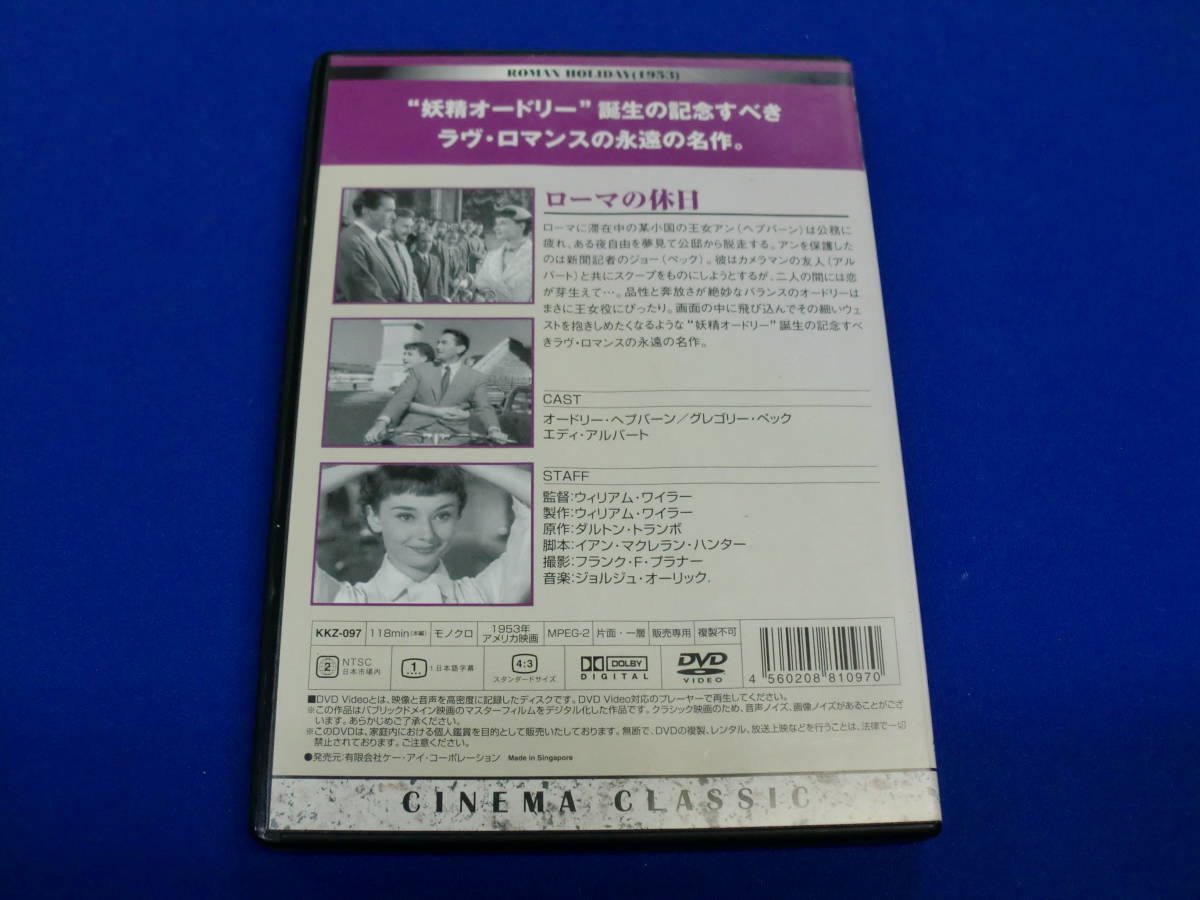 ROMAN HOLIDAY(1953)
“妖精オードリー” 誕生の記念すべき
ラヴ・ロマンスの永遠の名作。
ローマの休日
ローマに滞在中の某小国の王女アン(ヘプバーン)は公務に
疲れ、ある夜自由を夢見て公邸から脱走する。アンを保護した
のは新聞記者のジョー(ペック)。彼はカメラマンの友人(アル
バート)と共にスクープをものにしようとするが、二人の間には恋
が芽生えて…。品性と奔放さが絶妙なバランスのオードリーは
まさに王女役にぴったり。画面の中に飛び込んでその細いウェ
ストを抱きしめたくなるような “妖精オードリー” 誕生の記念すべ
きラヴ・ロマンスの永遠の名作。
CAST
オードリー・ヘプバーン/グレゴリー・ペック
エディ・アルバート
STAFF
監督:ウィリアム・ワイラー
製作:ウィリアム・ワイラー
原作:ダルトン・トランボ
脚本:イアン・マクレラン・ハンター
撮影:フランク・F・プラナー
音楽:ジョルジュ・オーリック.
KKZ-097 118min(本編) モノクロ 1953年 アメリカ映画 MPEG-2 片面・一層 販売専用 複製不可
2 NTSC 日本市場内 1 1.日本語字幕 4:3 スタンダードサイズ DOLBY DIGITAL DVD VIDEO 4 560208 810970
■DVD Videoとは、映像と音声を高密度に記録したディスクです。DVD Video対応のプレーヤーで再生してください。
※この作品はパブリックドメイン映画のマスターフィルムをデジタル化した作品です。クラシック映画のため、音声ノイズ、画像ノイズがあることがござ
います。あらかじめご了承ください。
※このDVDは、家庭内における個人鑑賞を目的として販売いたしております。無断で、DVDの複製、レンタル、放送上映などを行うことは、法律で一切
禁止されております。ご注意ください。
●発売元:有限会社ケー・アイ・コーポレーション Made in Singapore
CINEMA CLASSIC